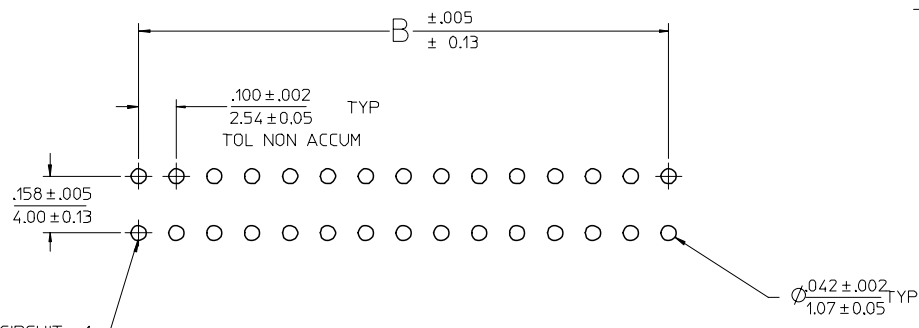 B ±.005
± 0.13
.100±.002
2.54±0.05
TYP
TOL NON ACCUM
.158±.005
4.00±0.13
Ø.042±.002
1.07±0.05
TYP